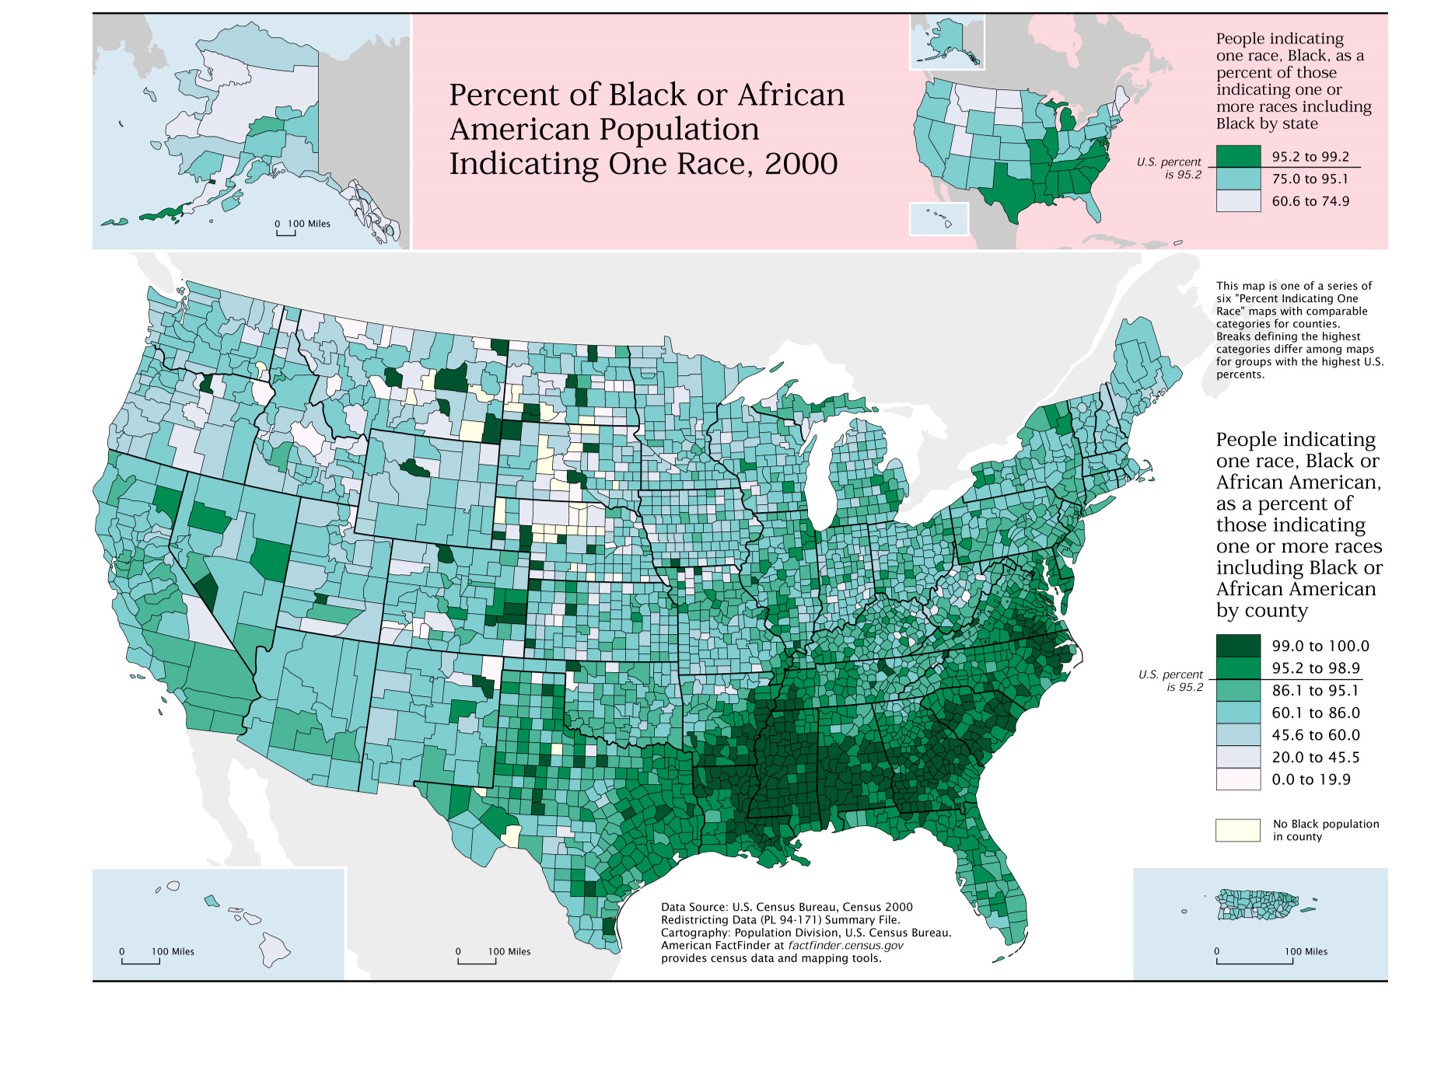 Percent of Black or African
American Population
Indicating One Race, 2000
0 100 Miles
People indicating
one race, Black, as a
percent of those
indicating one or
more races including
Black by state
U.S. percent
is 95.2
95.2 to 99.2
75.0 to 95.1
60.6 to 74.9
This map is one of a series of
six "Percent Indicating One
Race" maps with comparable
categories for counties.
Breaks defining the highest
categories differ among maps
for groups with the highest U.S.
percents.
People indicating
one race, Black or
African American,
as a percent of
those indicating
one or more races
including Black or
African American
by county
U.S. percent
is 95.2
99.0 to 100.0
95.2 to 98.9
86.1 to 95.1
60.1 to 86.0
45.6 to 60.0
20.0 to 45.5
0.0 to 19.9
No Black population
in county
Data Source: U.S. Census Bureau, Census 2000
Redistricting Data (PL 94-171) Summary File.
Cartography: Population Division, U.S. Census Bureau.
American FactFinder at factfinder.census.gov
provides census data and mapping tools.
0 100 Miles
0 100 Miles
0 100 Miles